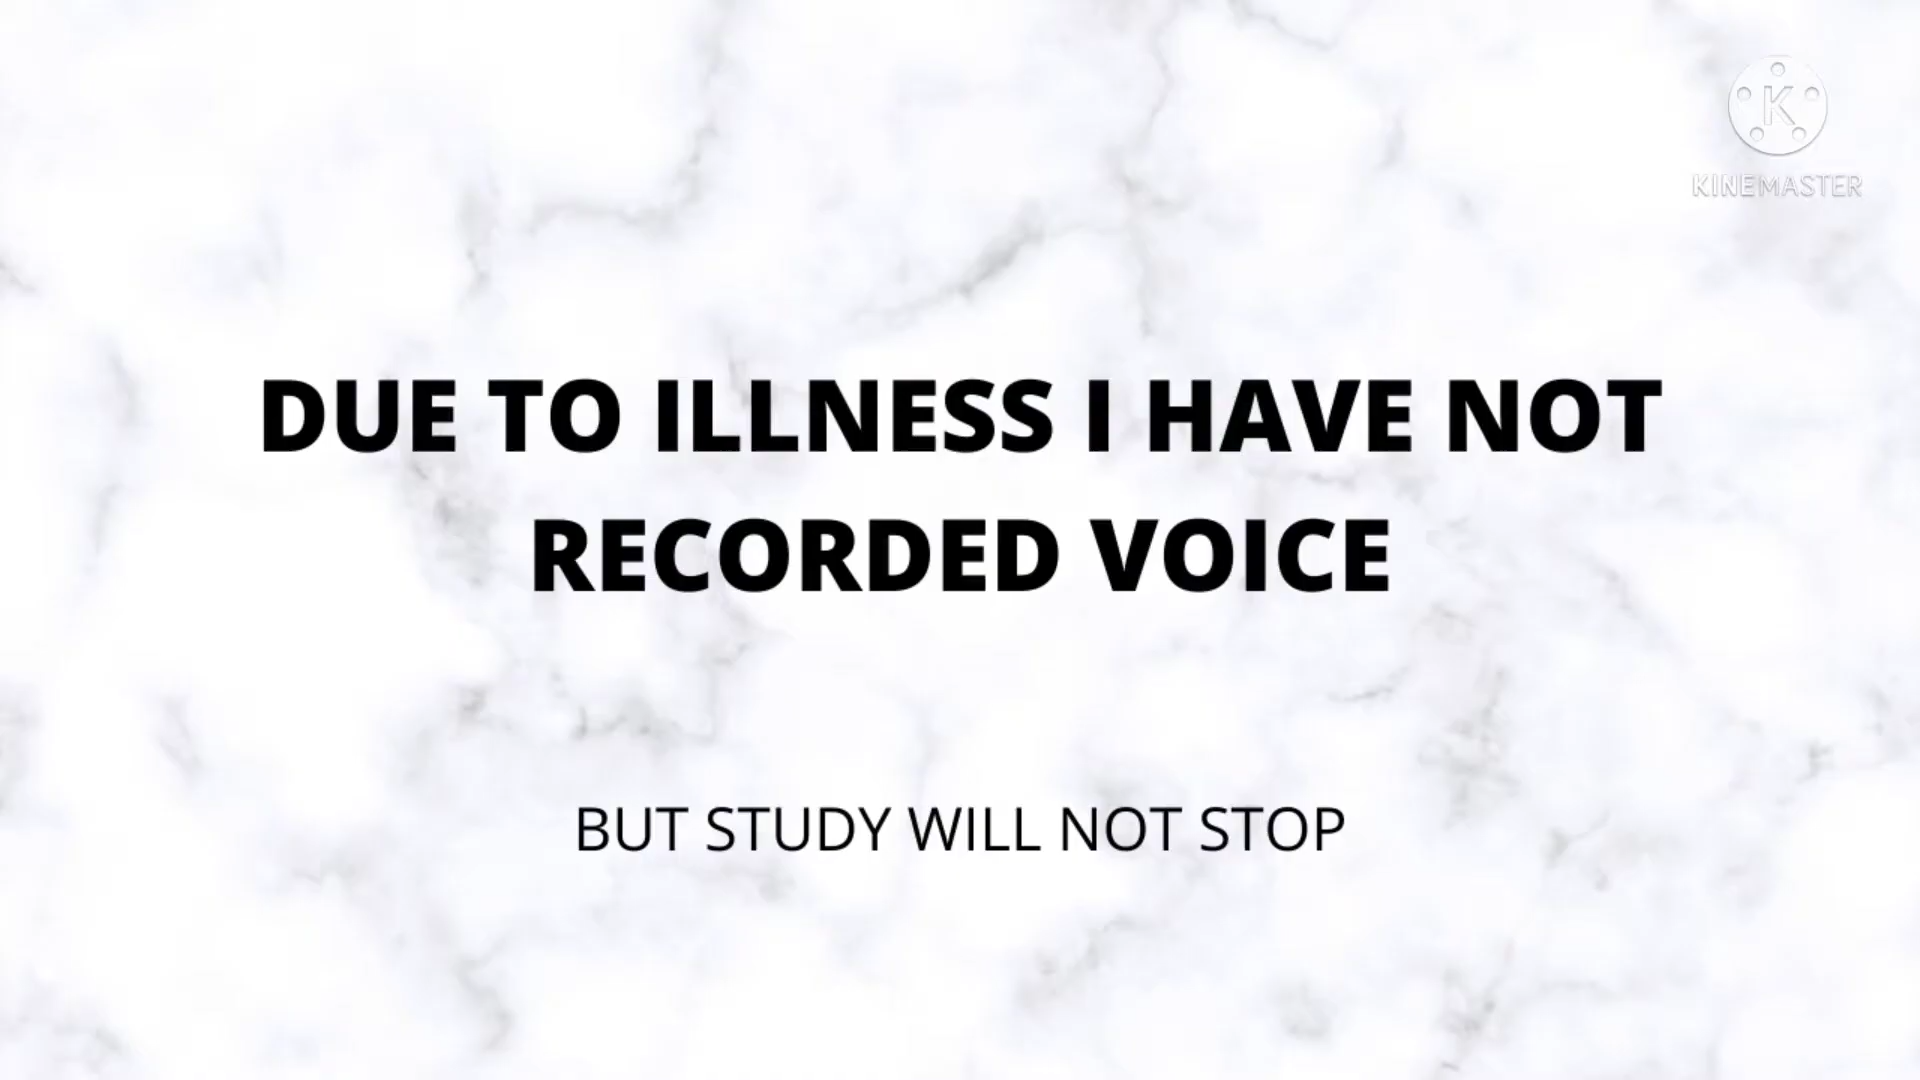 K
KINEMASTER
DUE TO ILLNESS I HAVE NOT
RECORDED VOICE
BUT STUDY WILL NOT STOP